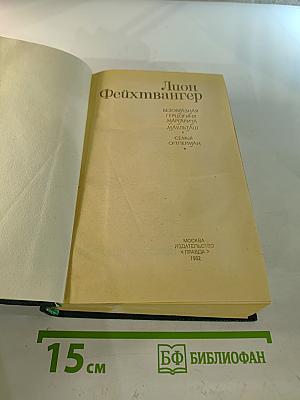 Лион
Фейхтвангер
БЕЗОБРАЗНАЯ
ГЕРЦОГИНЯ
МАРГАРИТА
МАУЛЬТАШ
СЕМЬЯ
ОППЕРМАН
МОСКВА
ИЗДАТЕЛЬСТВО
«ПРАВДА»
1982
15 см
БФ БИБЛИОФАН